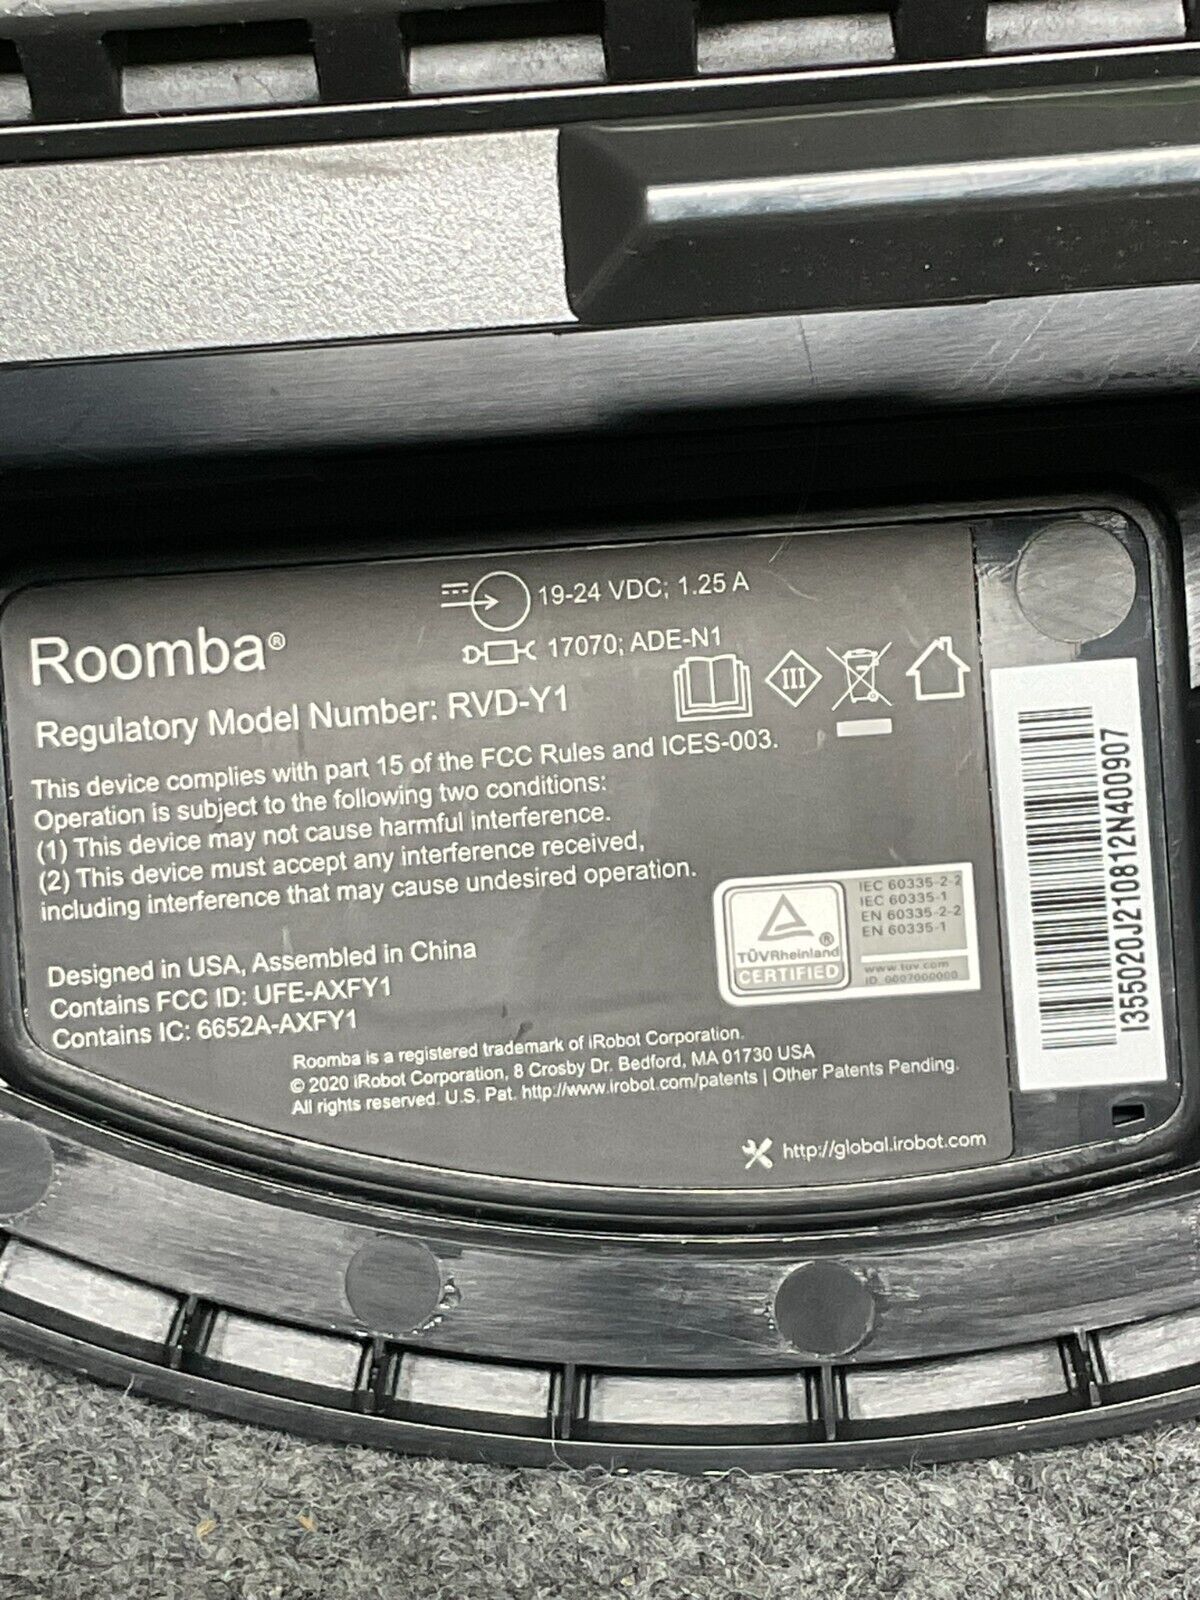 19-24 VDC; 1.25 A
Roomba®
17070; ADE-N1
Regulatory Model Number: RVD-Y1
III
This device complies with part 15 of the FCC Rules and ICES-003.
Operation is subject to the following two conditions:
(1) This device may not cause harmful interference.
(2) This device must accept any interference received,
including interference that may cause undesired operation.
Designed in USA, Assembled in China
Contains FCC ID: UFE-AXFY1
Contains IC: 6652A-AXFY1
TÜVRheinland®
CERTIFIED
IEC 60335-2-2
IEC 60335-1
EN 60335-2-2
EN 60335-1
www.tuv.com
ID 0007000000
Roomba is a registered trademark of iRobot Corporation.
© 2020 iRobot Corporation, 8 Crosby Dr. Bedford, MA 01730 USA
All rights reserved. U.S. Pat. http://www.irobot.com/patents | Other Patents Pending.
http://global.irobot.com
I355020J210812N400907